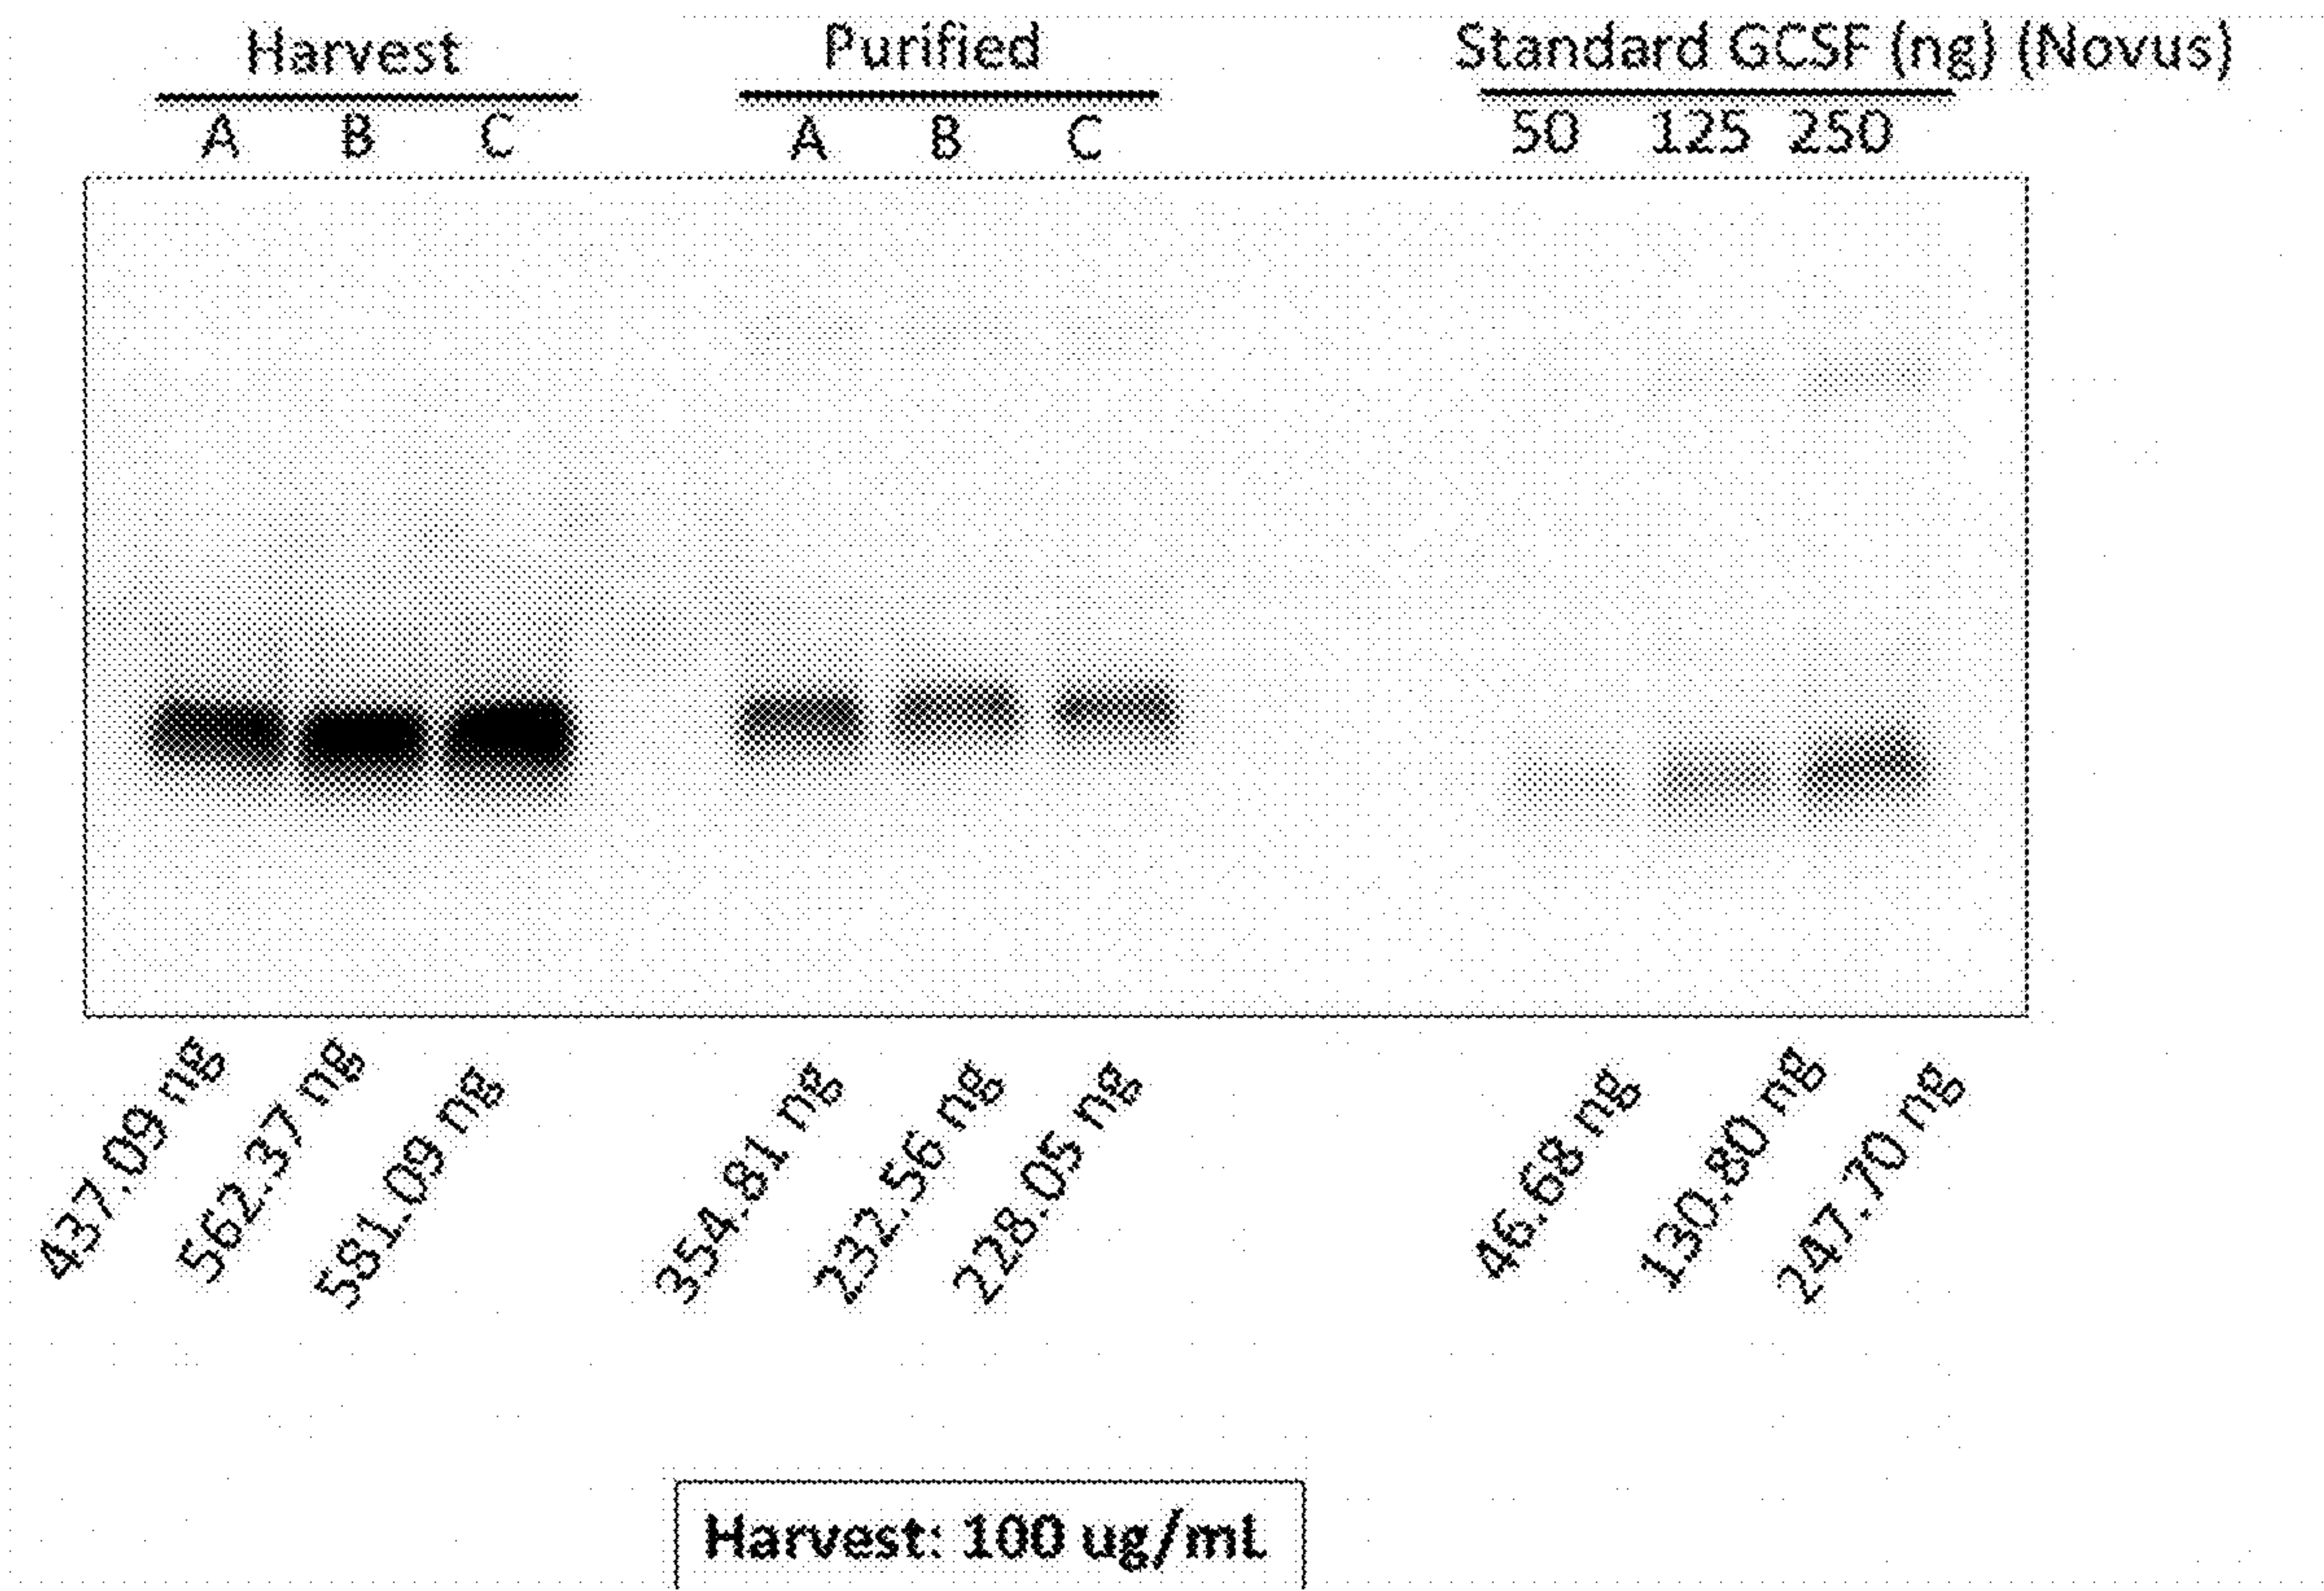 Harvest Purified Standard GCSF (ng) (Novus)
A B C A B C 50 125 250
437.09 ng 562.37 ng 581.09 ng 354.81 ng 232.56 ng 228.05 ng 46.68 ng 130.80 ng 247.70 ng
Harvest: 100 ug/mL